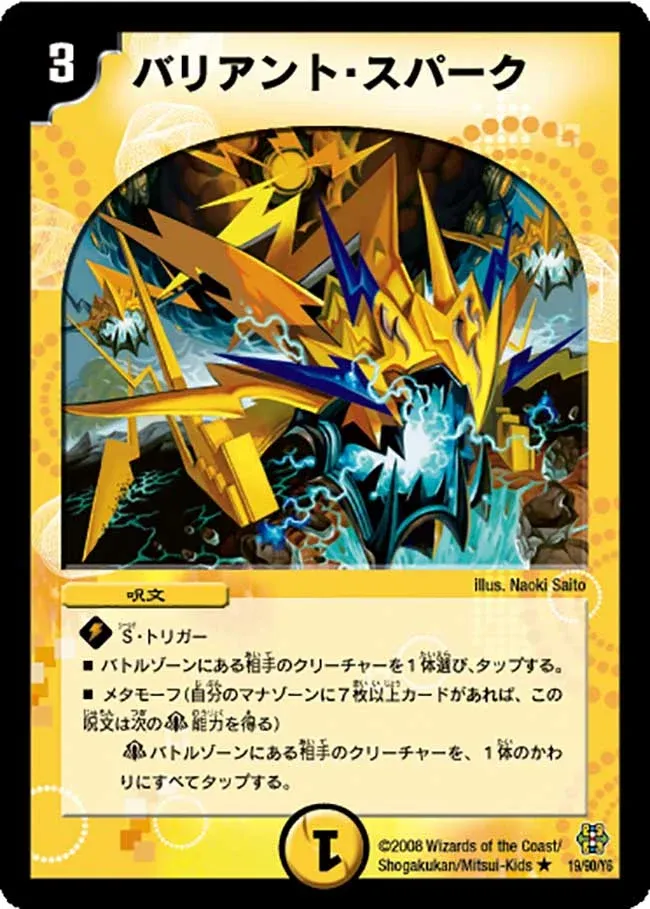 3
バリアント・スパーク
illus. Naoki Saito
呪文
S・トリガー
■ バトルゾーンにある相手のクリーチャーを1体選び、タップする。
■ メタモーフ(自分のマナゾーンに7枚以上カードがあれば、この
呪文は次の 能力を得る)
バトルゾーンにある相手のクリーチャーを、1体のかわ
りにすべてタップする。
1
©2008 Wizards of the Coast/
Shogakukan/Mitsui-Kids ★
19/90/Y6